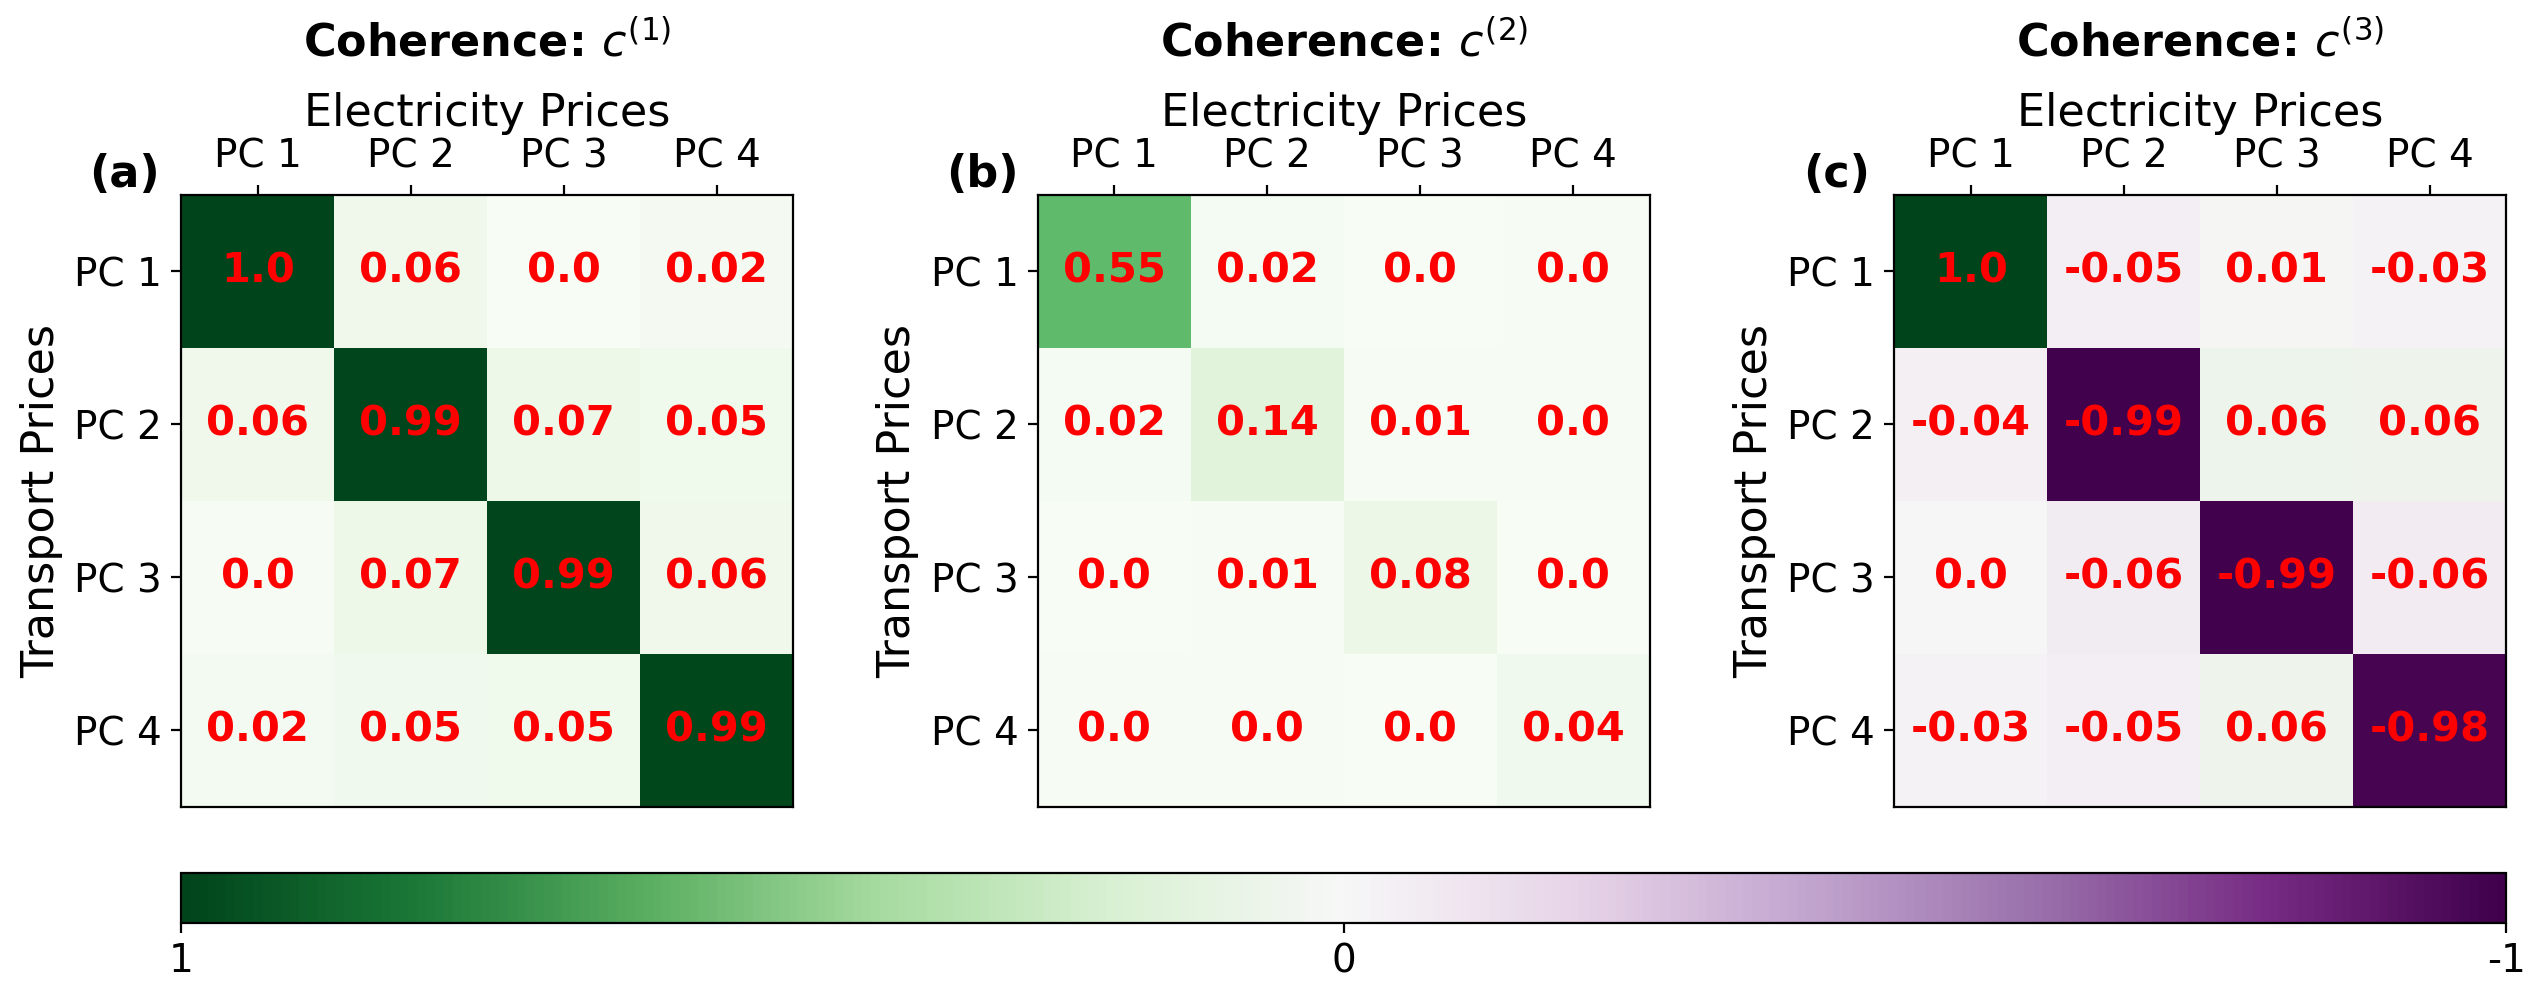 Coherence: c(1)
Electricity Prices
(a) PC 1 PC 2 PC 3 PC 4
Transport Prices
PC 1 1.0 0.06 0.0 0.02
PC 2 0.06 0.99 0.07 0.05
PC 3 0.0 0.07 0.99 0.06
PC 4 0.02 0.05 0.05 0.99
Coherence: c(2)
Electricity Prices
(b) PC 1 PC 2 PC 3 PC 4
Transport Prices
PC 1 0.55 0.02 0.0 0.0
PC 2 0.02 0.14 0.01 0.0
PC 3 0.0 0.01 0.08 0.0
PC 4 0.0 0.0 0.0 0.04
Coherence: c(3)
Electricity Prices
(c) PC 1 PC 2 PC 3 PC 4
Transport Prices
PC 1 1.0 -0.05 0.01 -0.03
PC 2 -0.04 -0.99 0.06 0.06
PC 3 0.0 -0.06 -0.99 -0.06
PC 4 -0.03 -0.05 0.06 -0.98
1 0 -1